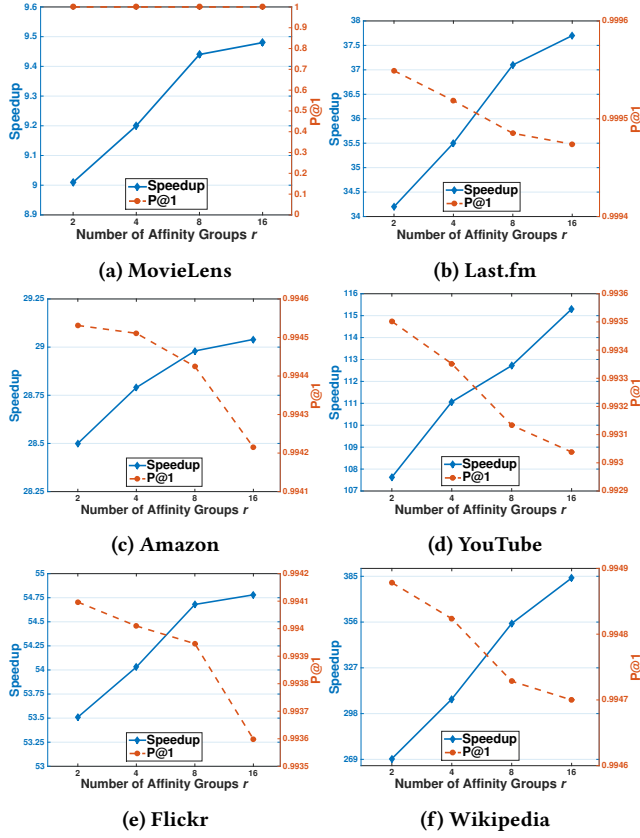 9.6
9.5
9.4
9.3
9.2
9.1
9
8.9
Speedup
1
0.9
0.8
0.7
0.6
0.5
0.4
0.3
0.2
0.1
0
P@1
Speedup
P@1
2 4 8 16
Number of Affinity Groups r
(a) MovieLens
38
37.5
37
36.5
36
35.5
35
34.5
34
Speedup
0.9996
0.9995
0.9994
P@1
Speedup
P@1
2 4 8 16
Number of Affinity Groups r
(b) Last.fm
29.25
29
28.75
28.5
28.25
Speedup
0.9946
0.9945
0.9944
0.9943
0.9942
0.9941
P@1
Speedup
P@1
2 4 8 16
Number of Affinity Groups r
(c) Amazon
116
115
114
113
112
111
110
109
108
107
Speedup
0.9936
0.9935
0.9934
0.9933
0.9932
0.9931
0.993
0.9929
P@1
Speedup
P@1
2 4 8 16
Number of Affinity Groups r
(d) YouTube
55
54.75
54.5
54.25
54
53.75
53.5
53.25
53
Speedup
0.9942
0.9941
0.994
0.9939
0.9938
0.9937
0.9936
0.9935
P@1
Speedup
P@1
2 4 8 16
Number of Affinity Groups r
(e) Flickr
385
356
327
298
269
Speedup
0.9949
0.9948
0.9947
0.9946
P@1
Speedup
P@1
2 4 8 16
Number of Affinity Groups r
(f) Wikipedia